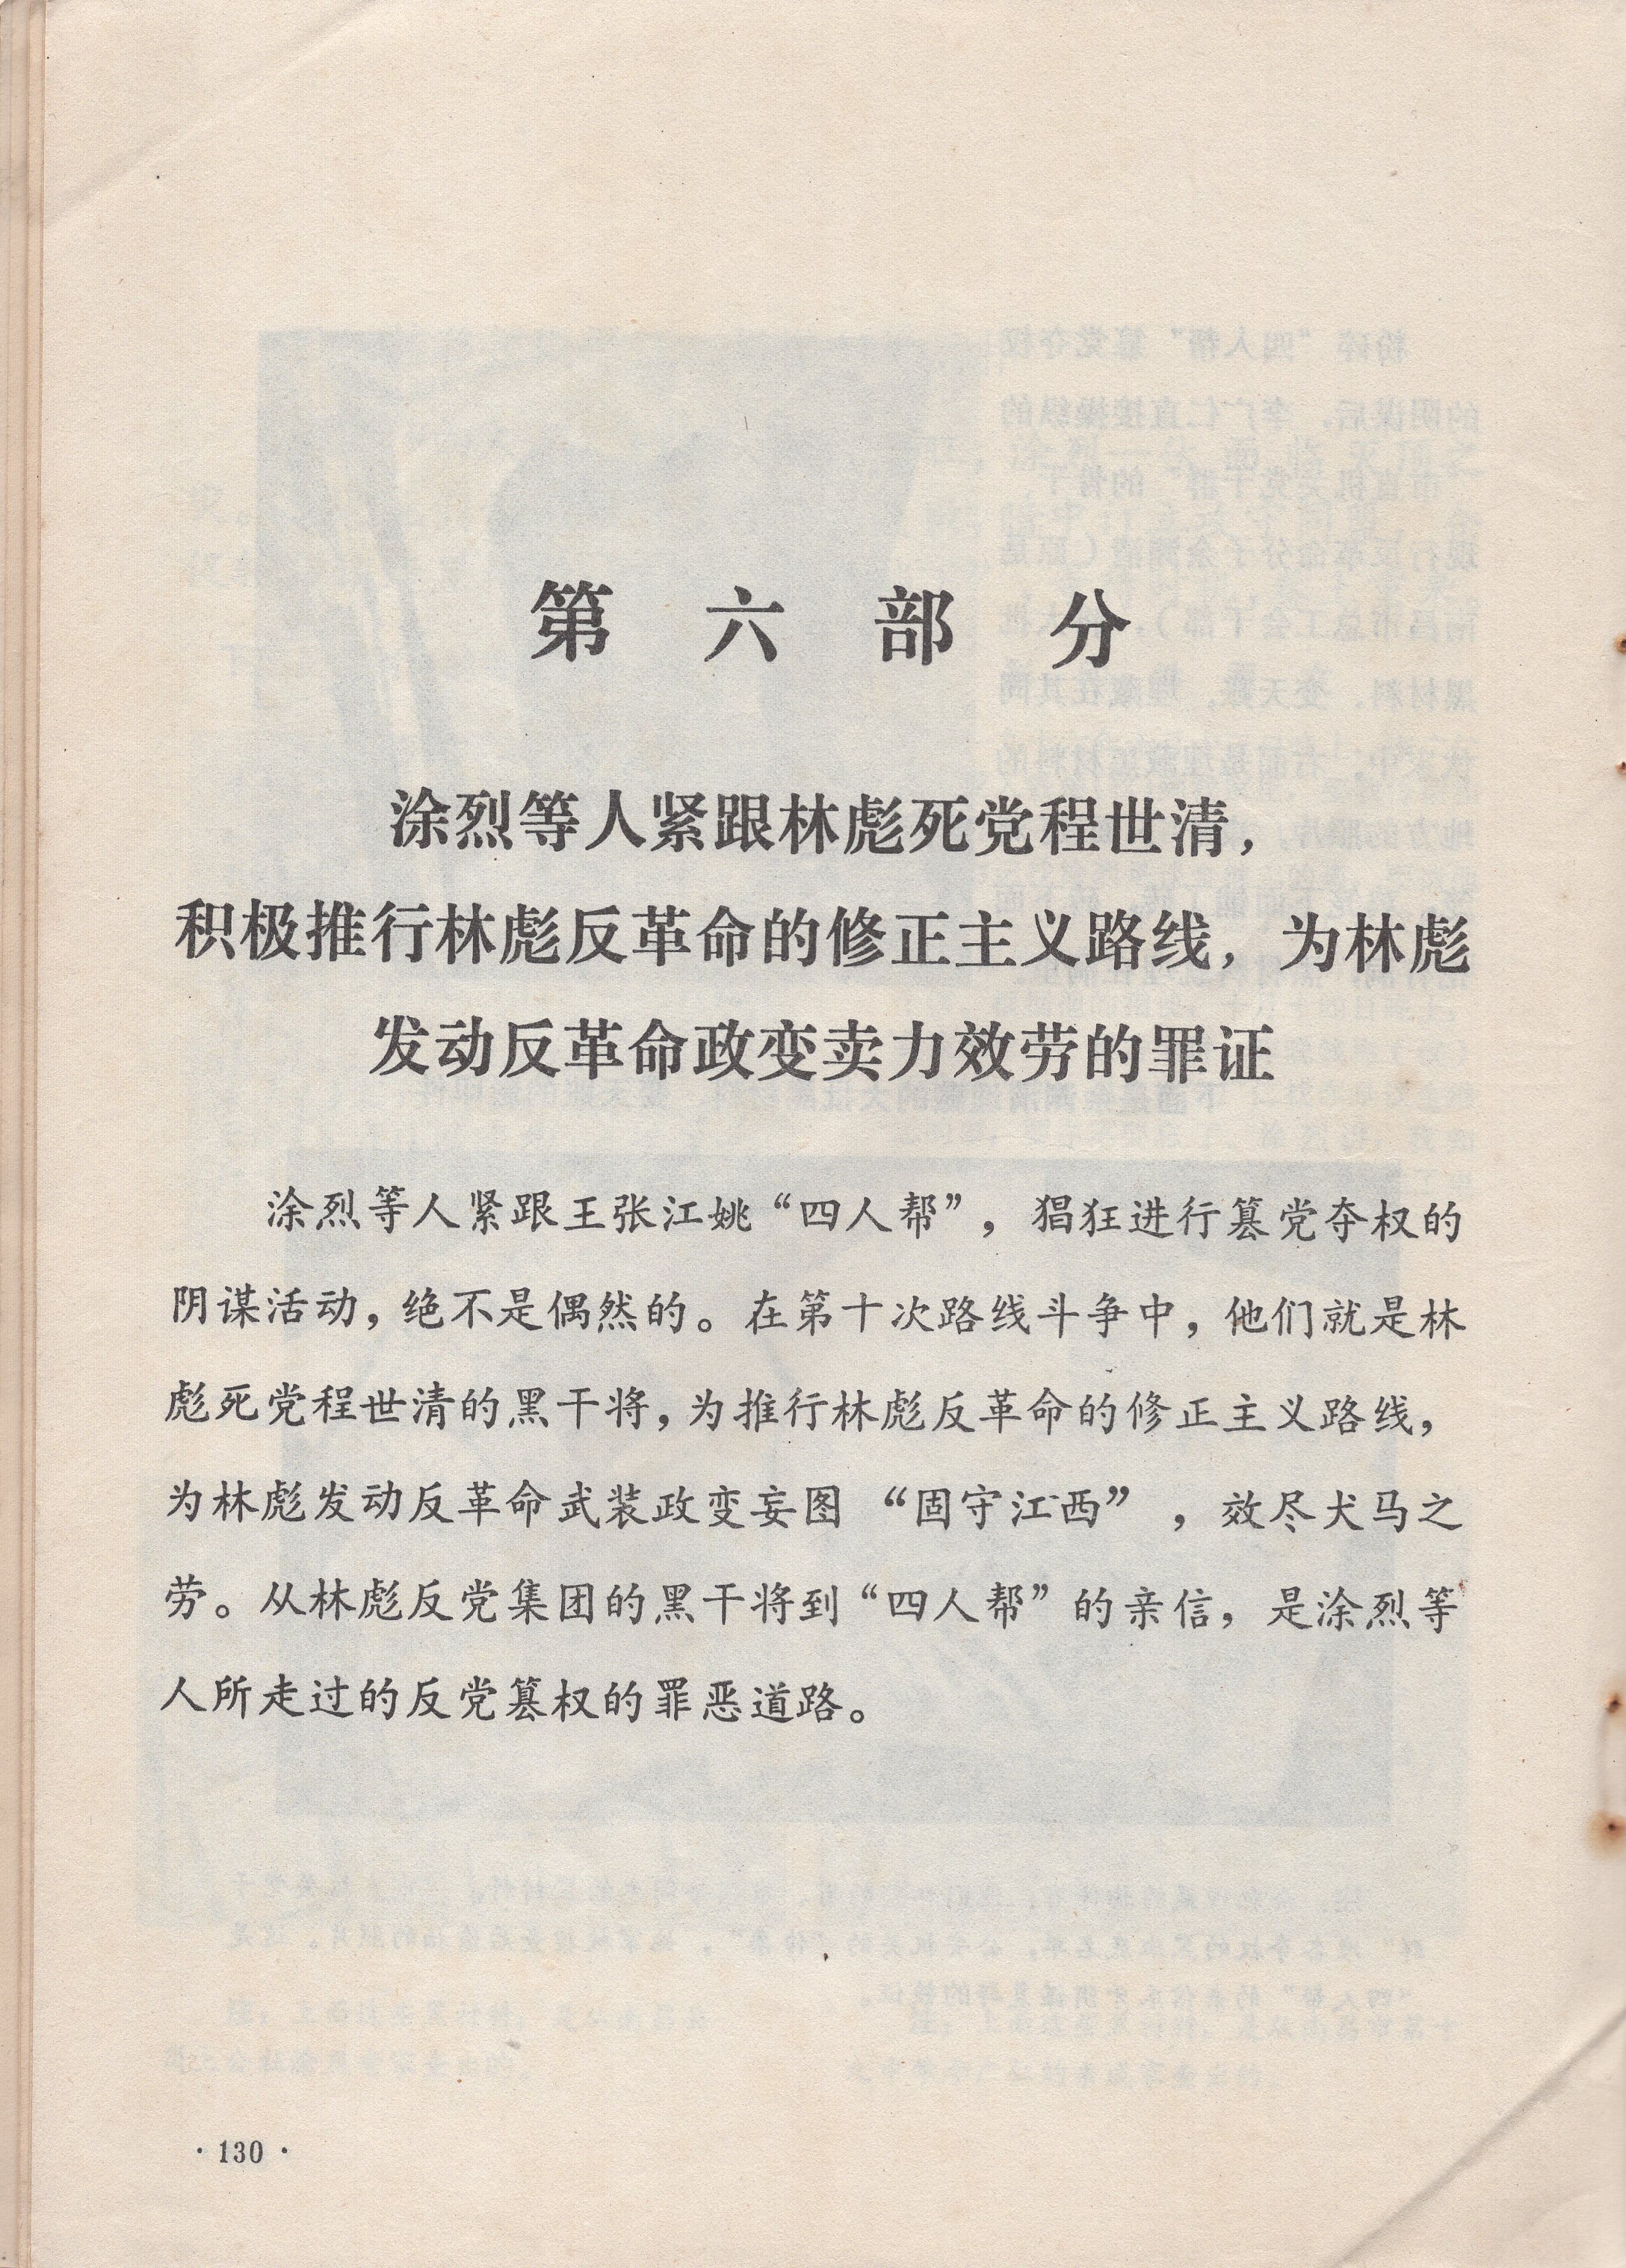 第六部分
涂烈等人紧跟林彪死党程世清，
积极推行林彪反革命的修正主义路线，为林彪
发动反革命政变卖力效劳的罪证
涂烈等人紧跟王张江姚“四人帮”，猖狂进行篡党夺权的
阴谋活动，绝不是偶然的。在第十次路线斗争中，他们就是林
彪死党程世清的黑干将，为推行林彪反革命的修正主义路线，
为林彪发动反革命武装政变妄图“固守江西”，效尽犬马之
劳。从林彪反党集团的黑干将到“四人帮”的亲信，是涂烈等
人所走过的反党篡权的罪恶道路。
·130·